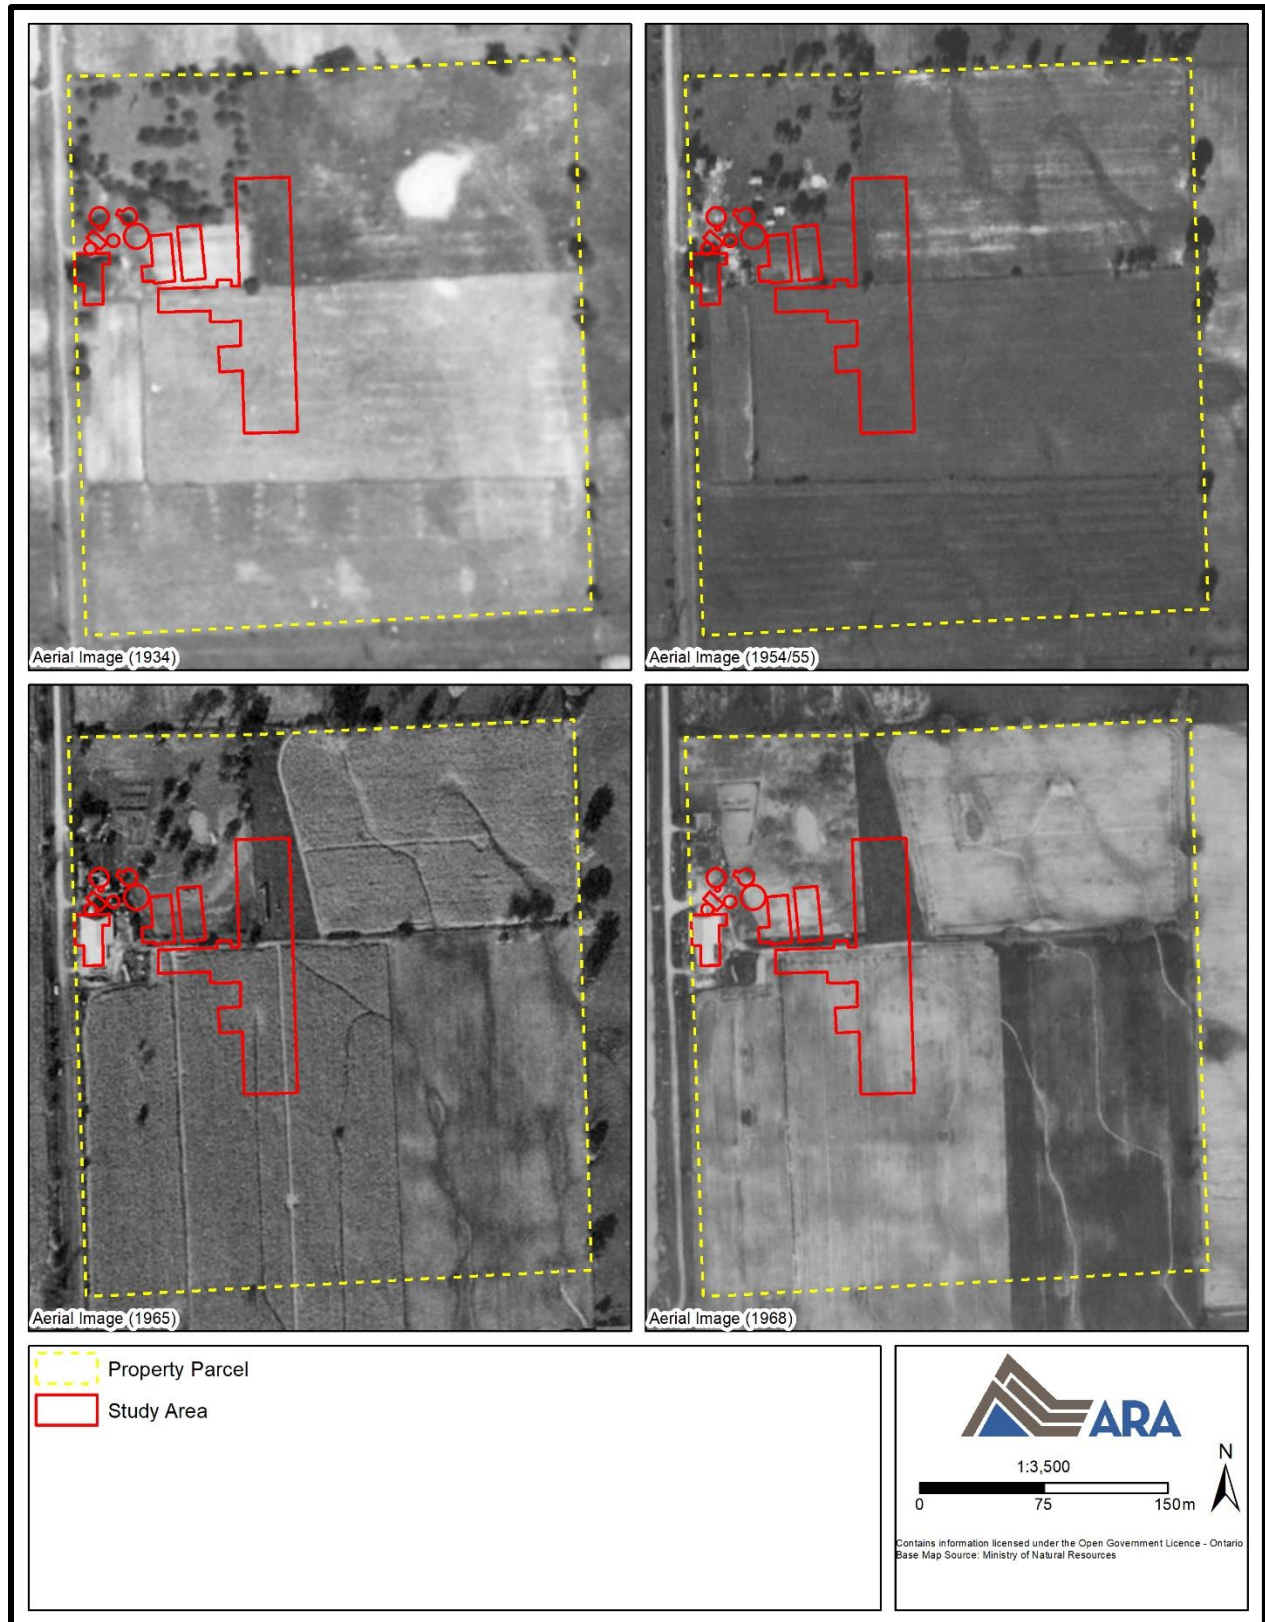 Aerial Image (1934)
Aerial Image (1954/55)
Aerial Image (1965)
Aerial Image (1968)
Property Parcel
Study Area
ARA
N
1:3,500
0 75 150m
Contains information licensed under the Open Government Licence - Ontario
Base Map Source: Ministry of Natural Resources